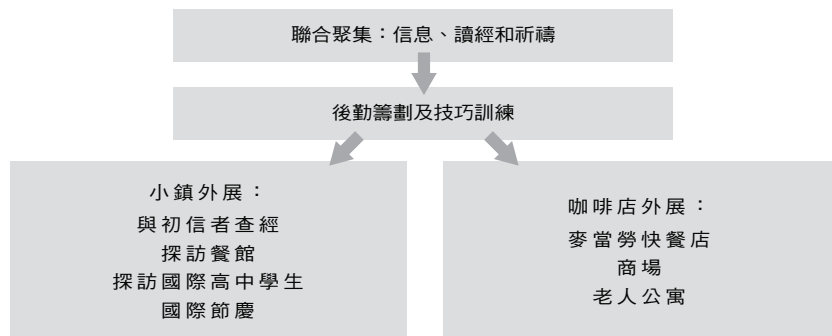 聯合聚集：信息、讀經和祈禱
後勤籌劃及技巧訓練
小鎮外展：
與初信者查經
探訪餐館
探訪國際高中學生
國際節慶
咖啡店外展：
麥當勞快餐店
商場
老人公寓